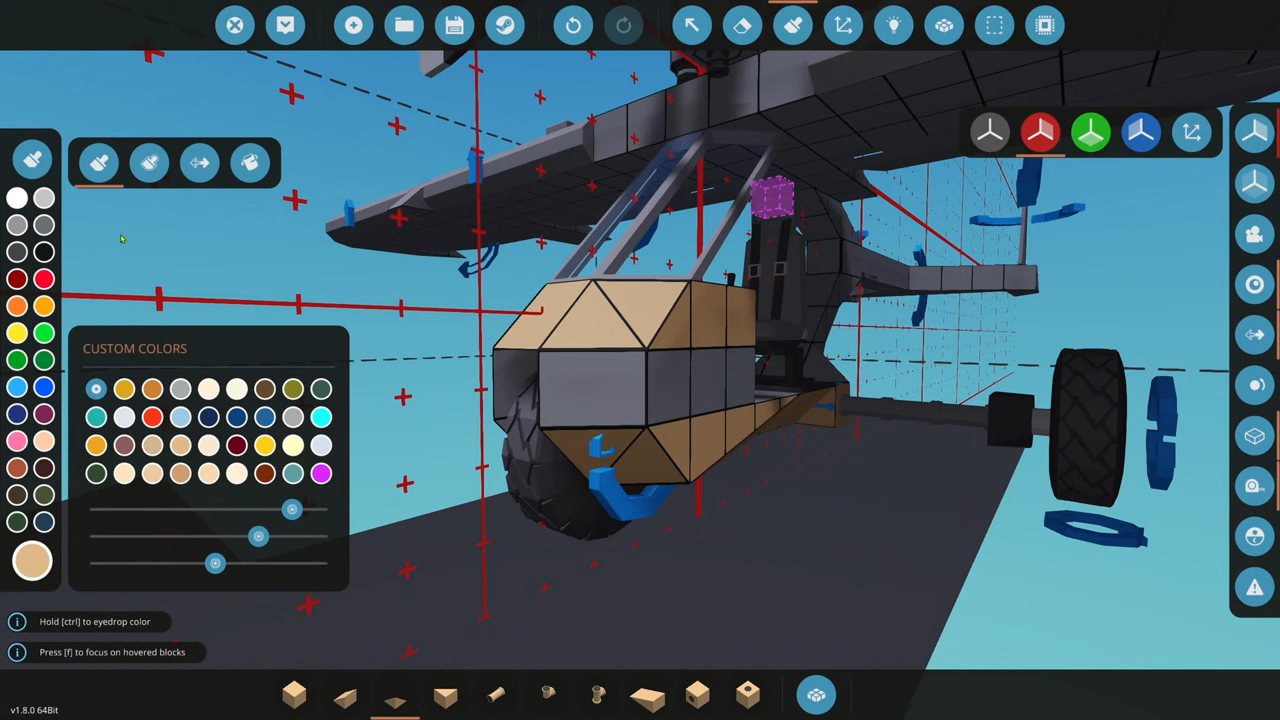 CUSTOM COLORS
Hold [ctrl] to eyedrop color
Press [f] to focus on hovered blocks
v1.8.0 64Bit